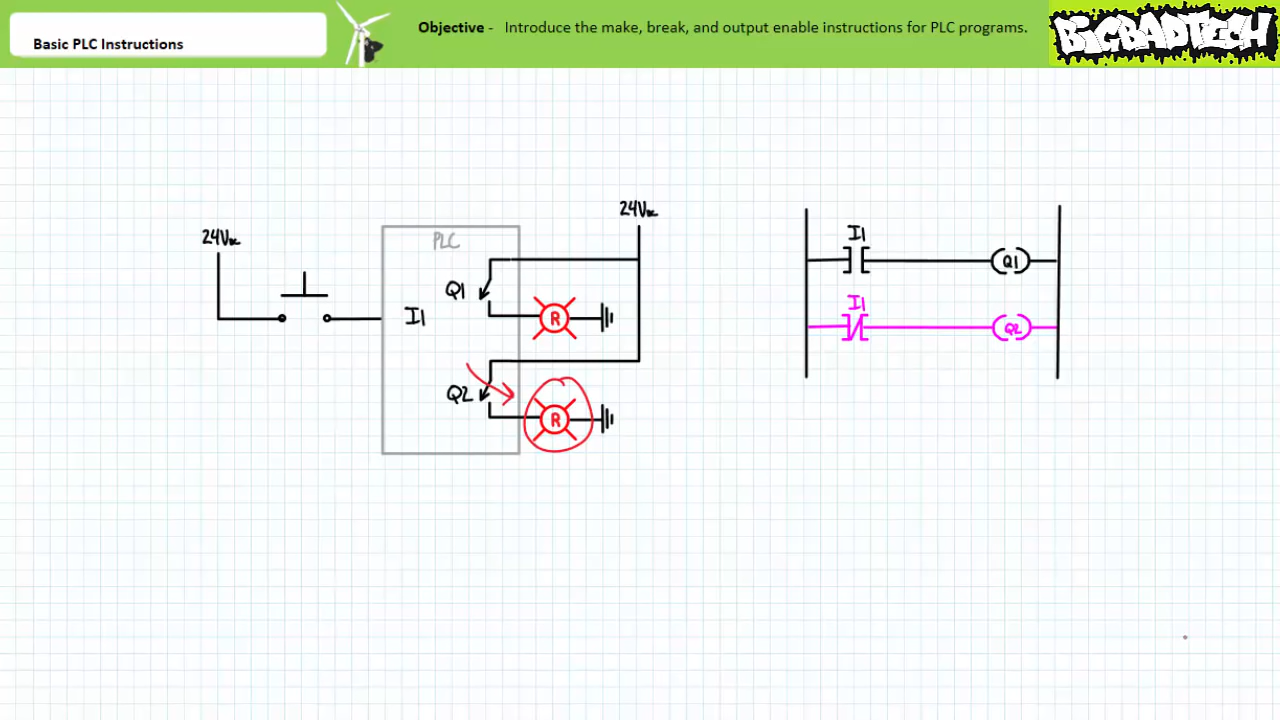 Basic PLC Instructions
Objective - Introduce the make, break, and output enable instructions for PLC programs.
BIGBADTECH
24VDC
24VDC
PLC
I1
Q1
R
Q2
R
I1
Q1
I1
Q2